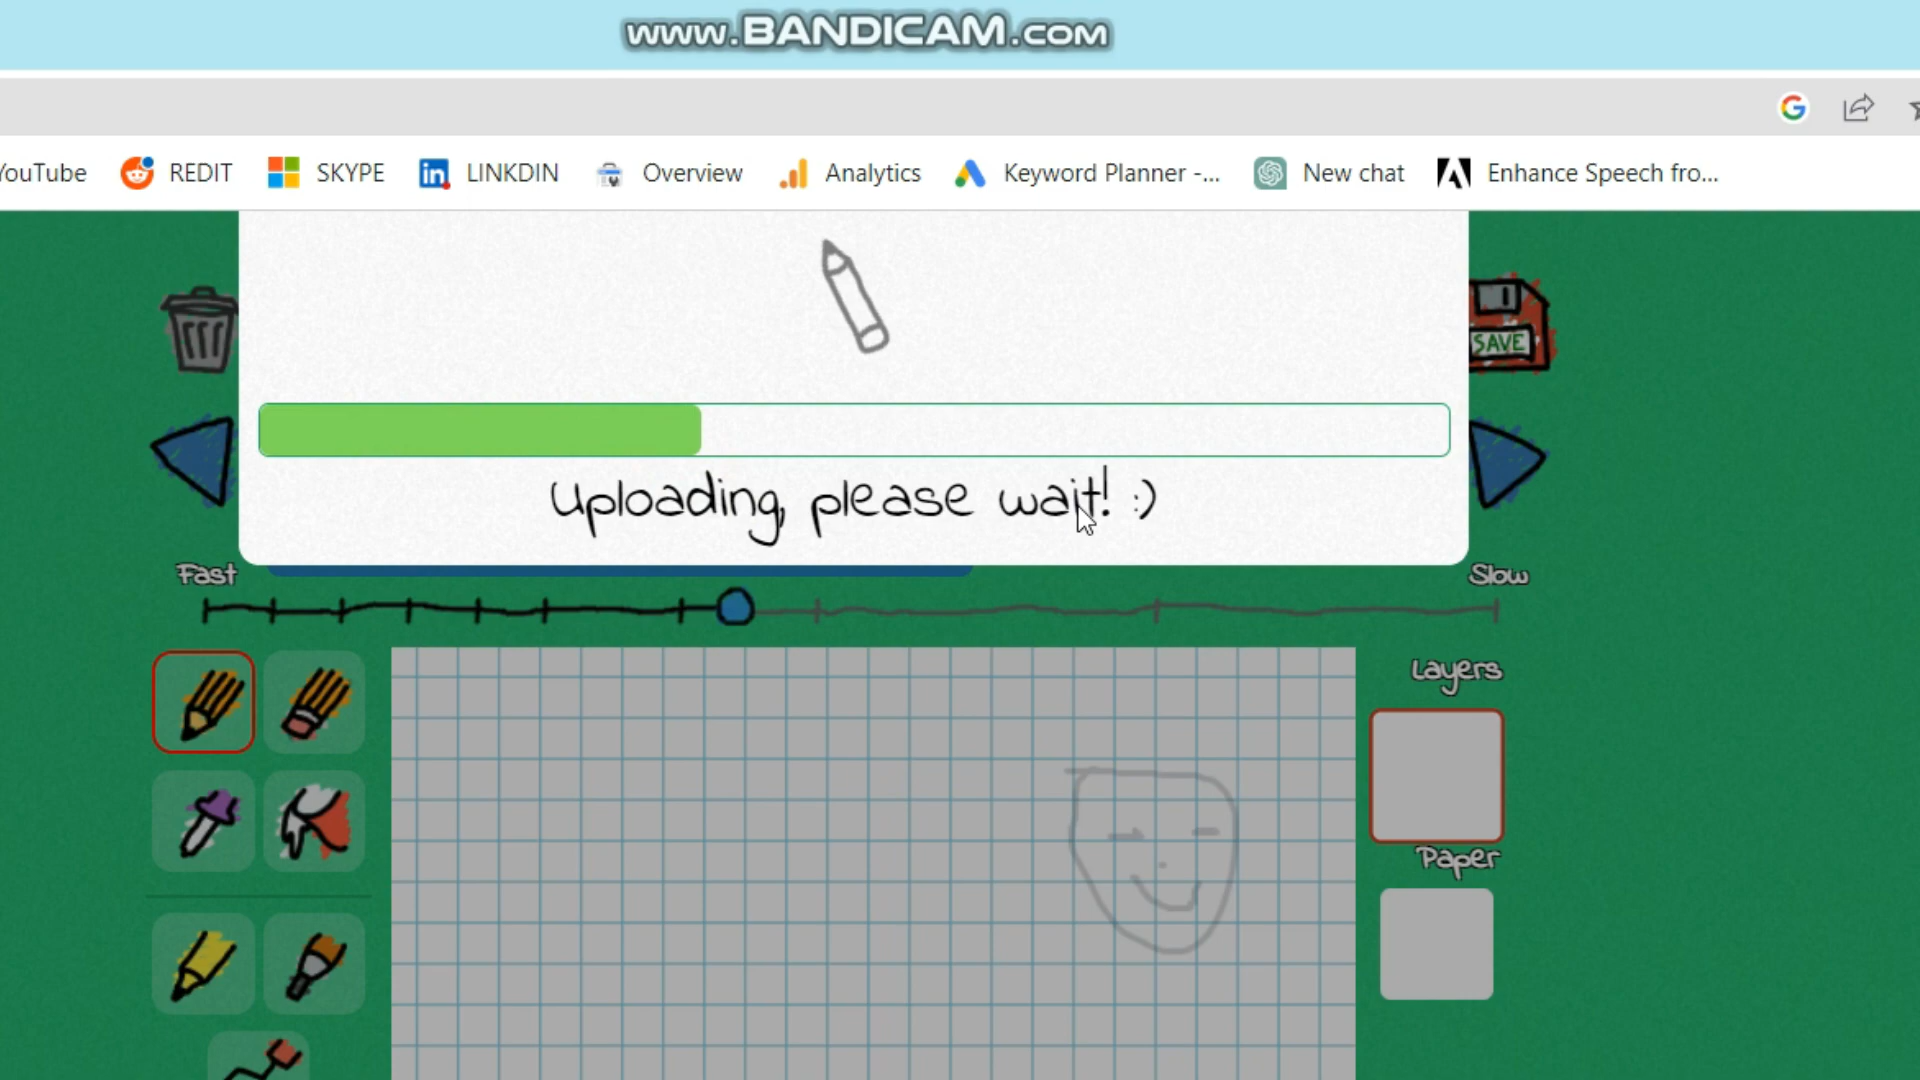 www.BANDICAM.com
YouTube REDIT SKYPE LINKDIN Overview Analytics Keyword Planner -... New chat Enhance Speech fro...
SAVE
Uploading, please wait! :)
Fast Slow
Layers
Paper